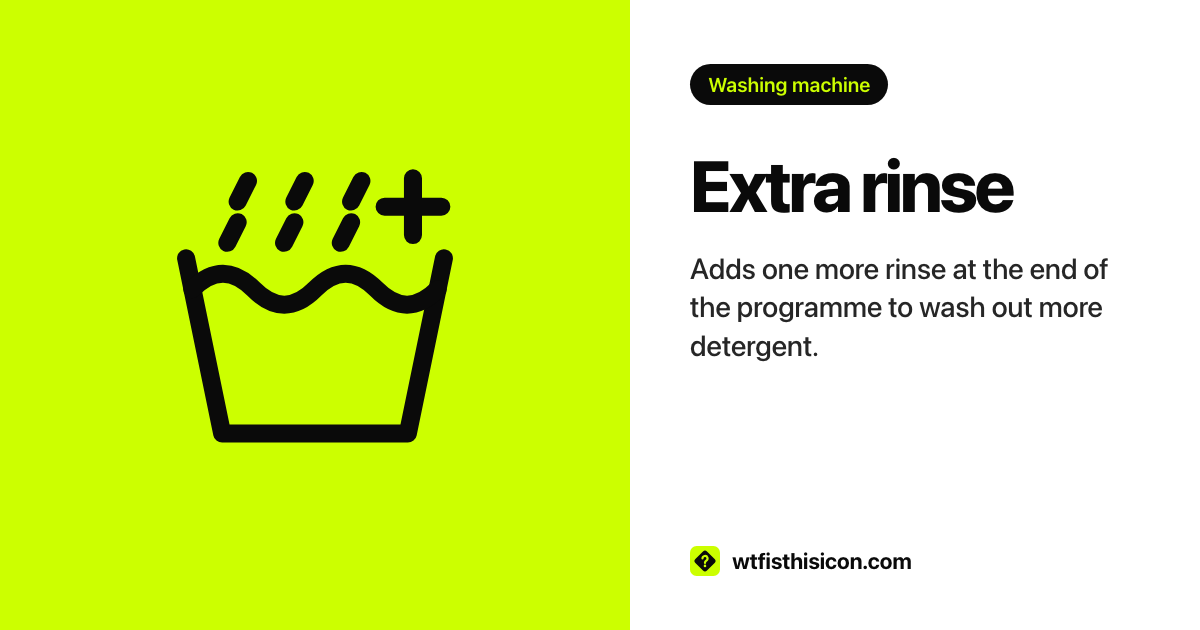 Washing machine
Extra rinse
Adds one more rinse at the end of
the programme to wash out more
detergent.
?
wtfisthisicon.com